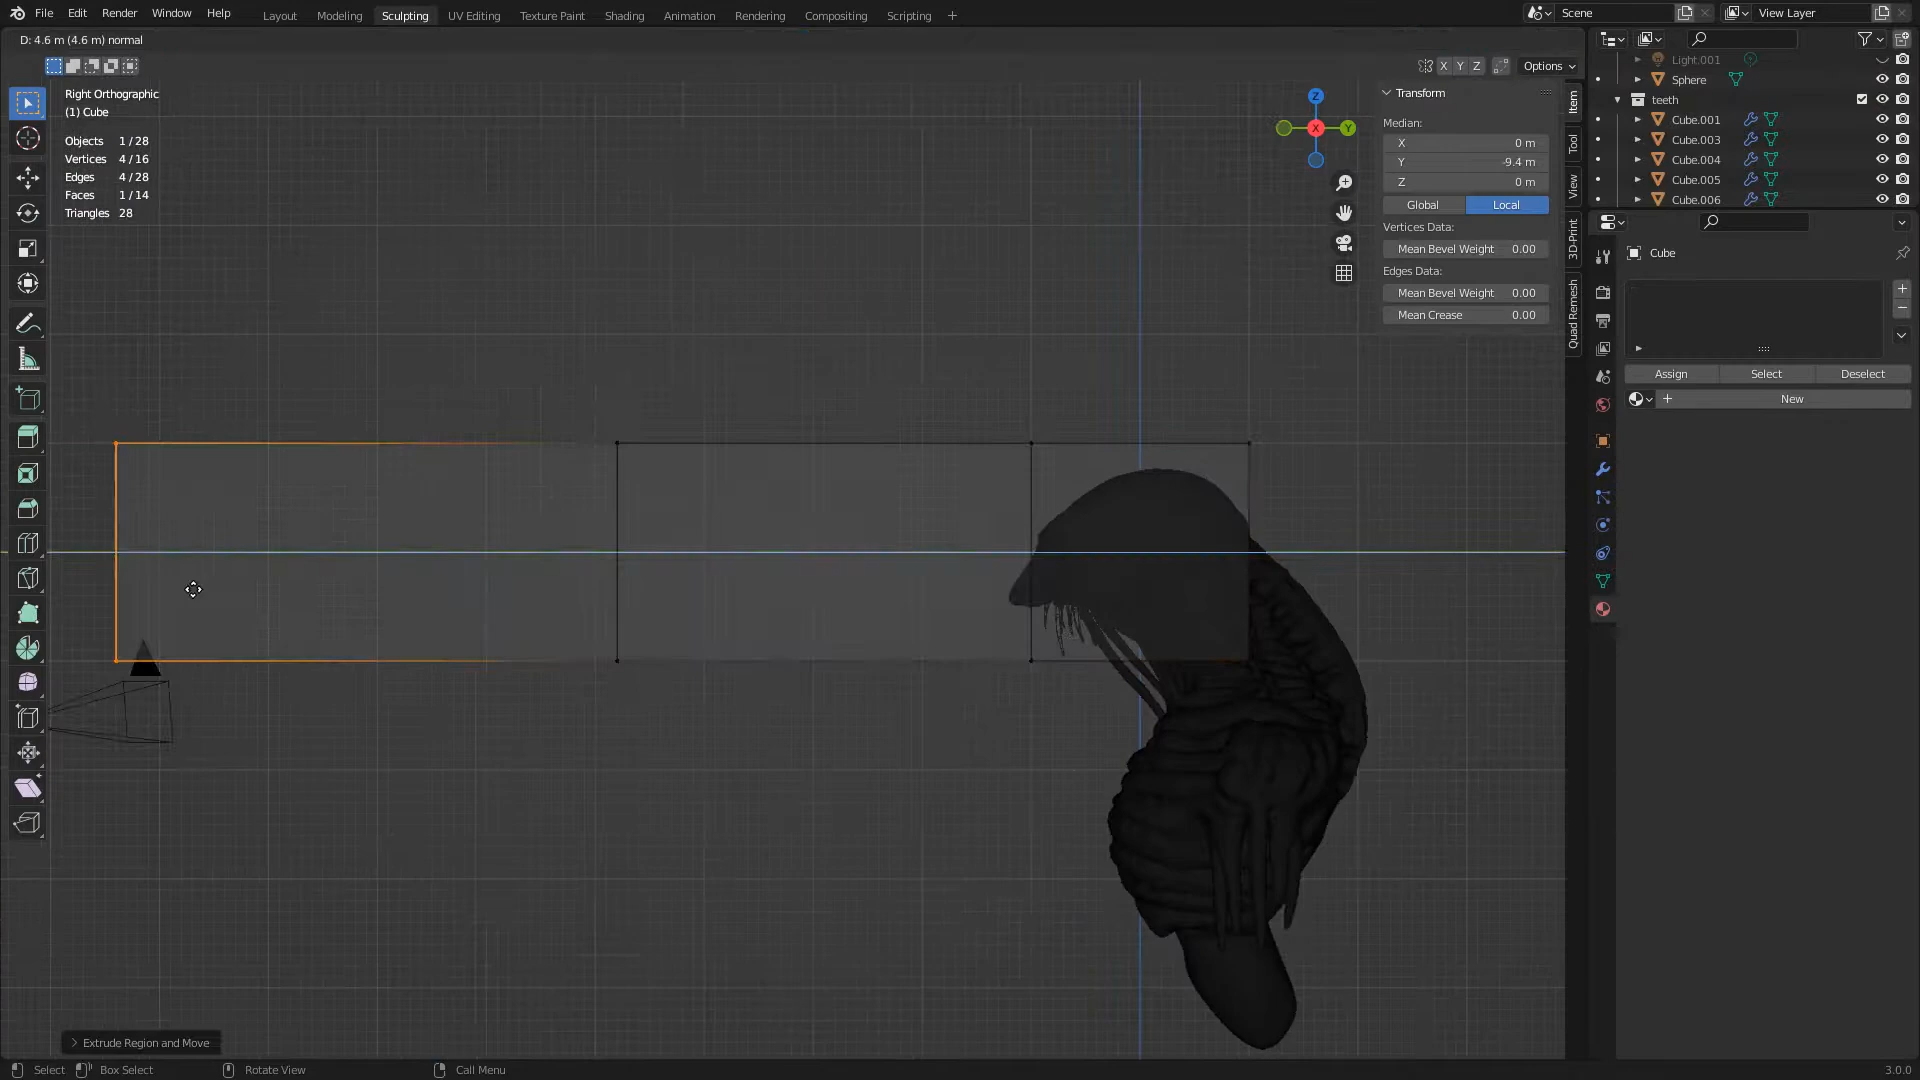 File Edit Render Window Help Layout Modeling Sculpting UV Editing Texture Paint Shading Animation Rendering Compositing Scripting + Scene View Layer
D: 4.6 m (4.6 m) normal
X Y Z Options
Right Orthographic
(1) Cube
Objects 1 / 28
Vertices 4 / 16
Edges 4 / 28
Faces 1 / 14
Triangles 28
Z
X
Y
Transform
Median:
X 0 m
Y -9.4 m
Z 0 m
Global Local
Vertices Data:
Mean Bevel Weight 0.00
Edges Data:
Mean Bevel Weight 0.00
Mean Crease 0.00
Item
Tool
View
3D-Print
Quad Remesh
Light.001
Sphere
teeth
Cube.001
Cube.003
Cube.004
Cube.005
Cube.006
Cube
Assign Select Deselect
+ New
> Extrude Region and Move
Select Box Select Rotate View Call Menu 3.0.0